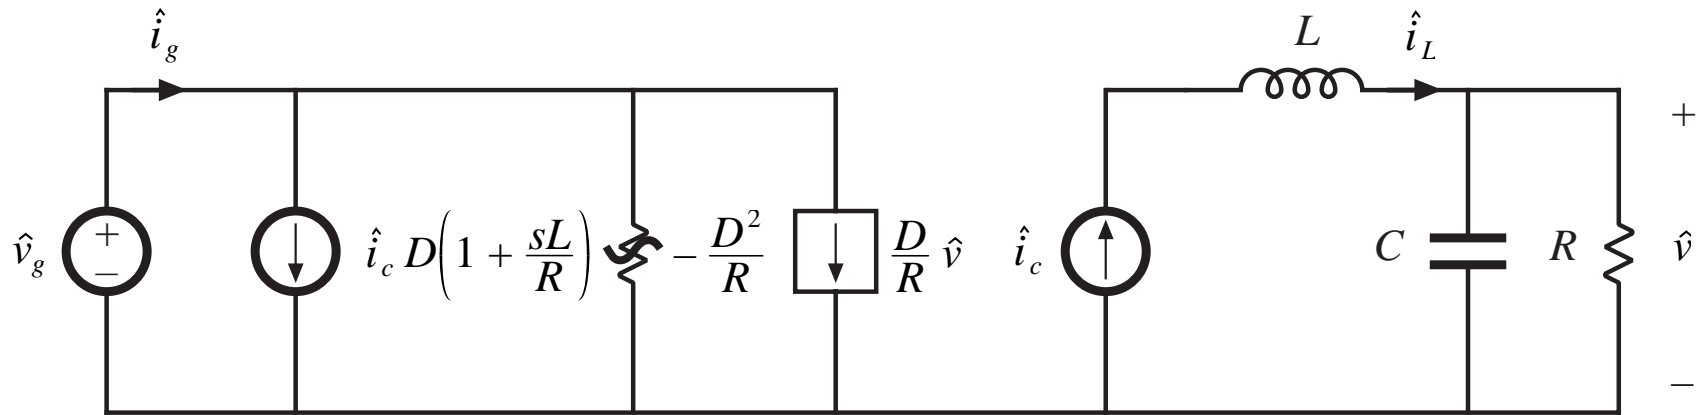 î_g
L
î_L
+
v̂_g
+
−
î_c D(1 + sL/R)
− D²/R
D/R v̂
î_c
C
R
v̂
−